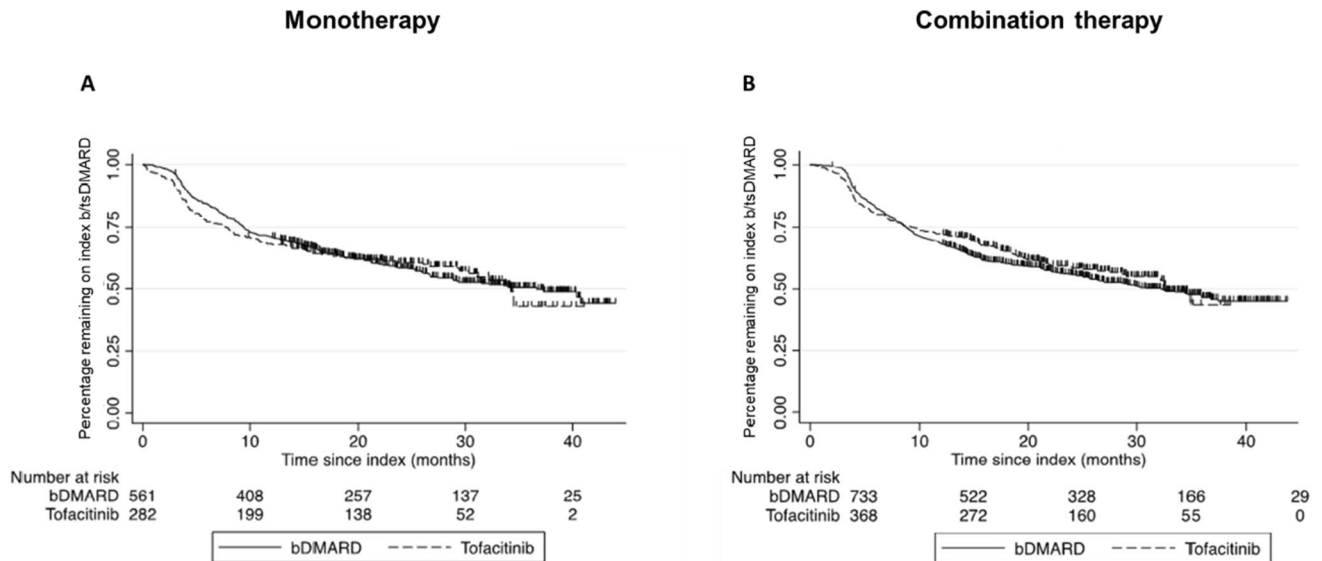 Monotherapy
A
Percentage remaining on index b/tsDMARD
1.00
0.75
0.50
0.25
0.00
0 10 20 30 40
Time since index (months)
Number at risk
bDMARD 561 408 257 137 25
Tofacitinib 282 199 138 52 2
bDMARD Tofacitinib
Combination therapy
B
Percentage remaining on index b/tsDMARD
1.00
0.75
0.50
0.25
0.00
0 10 20 30 40
Time since index (months)
Number at risk
bDMARD 733 522 328 166 29
Tofacitinib 368 272 160 55 0
bDMARD Tofacitinib